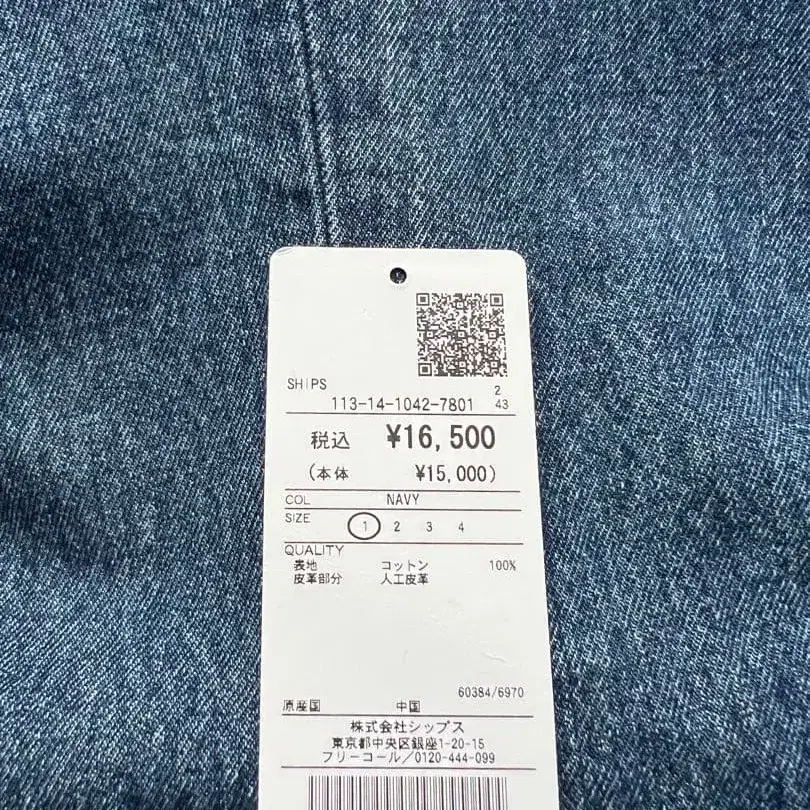 SHIPS 2
113-14-1042-7801 43
税込 ¥16,500
(本体 ¥15,000)
COL NAVY
SIZE 1 2 3 4
QUALITY
表地 コットン 100%
皮革部分 人工皮革
60384/6970
原産国 中国
株式会社シップス
東京都中央区銀座1-20-15
フリーコール/0120-444-099